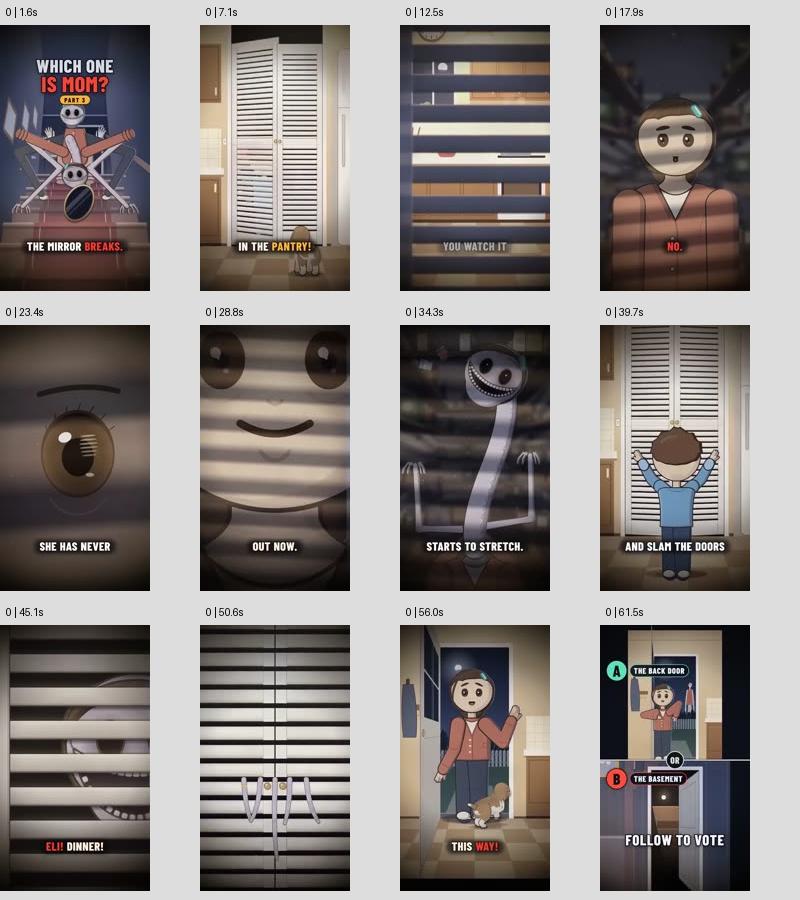 0 | 1.6s
0 | 7.1s
0 | 12.5s
0 | 17.9s
WHICH ONE
IS MOM?
PART 3
THE MIRROR BREAKS.
IN THE PANTRY!
YOU WATCH IT
NO.
0 | 23.4s
0 | 28.8s
0 | 34.3s
0 | 39.7s
SHE HAS NEVER
OUT NOW.
STARTS TO STRETCH.
AND SLAM THE DOORS
0 | 45.1s
0 | 50.6s
0 | 56.0s
0 | 61.5s
ELI! DINNER!
THIS WAY!
A THE BACK DOOR
OR
B THE BASEMENT
FOLLOW TO VOTE